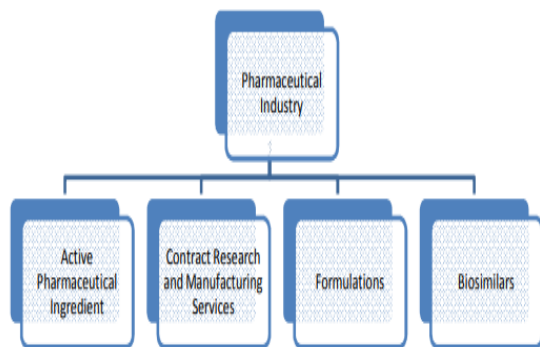 Pharmaceutical
Industry
Active
Pharmaceutical
Ingredient
Contract Research
and Manufacturing
Services
Formulations
Biosimilars